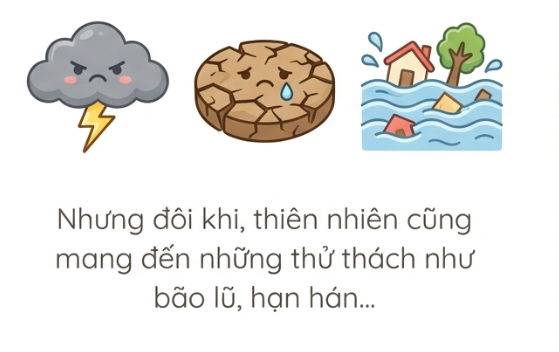 Nhưng đôi khi, thiên nhiên cũng
mang đến những thử thách như
bão lũ, hạn hán...